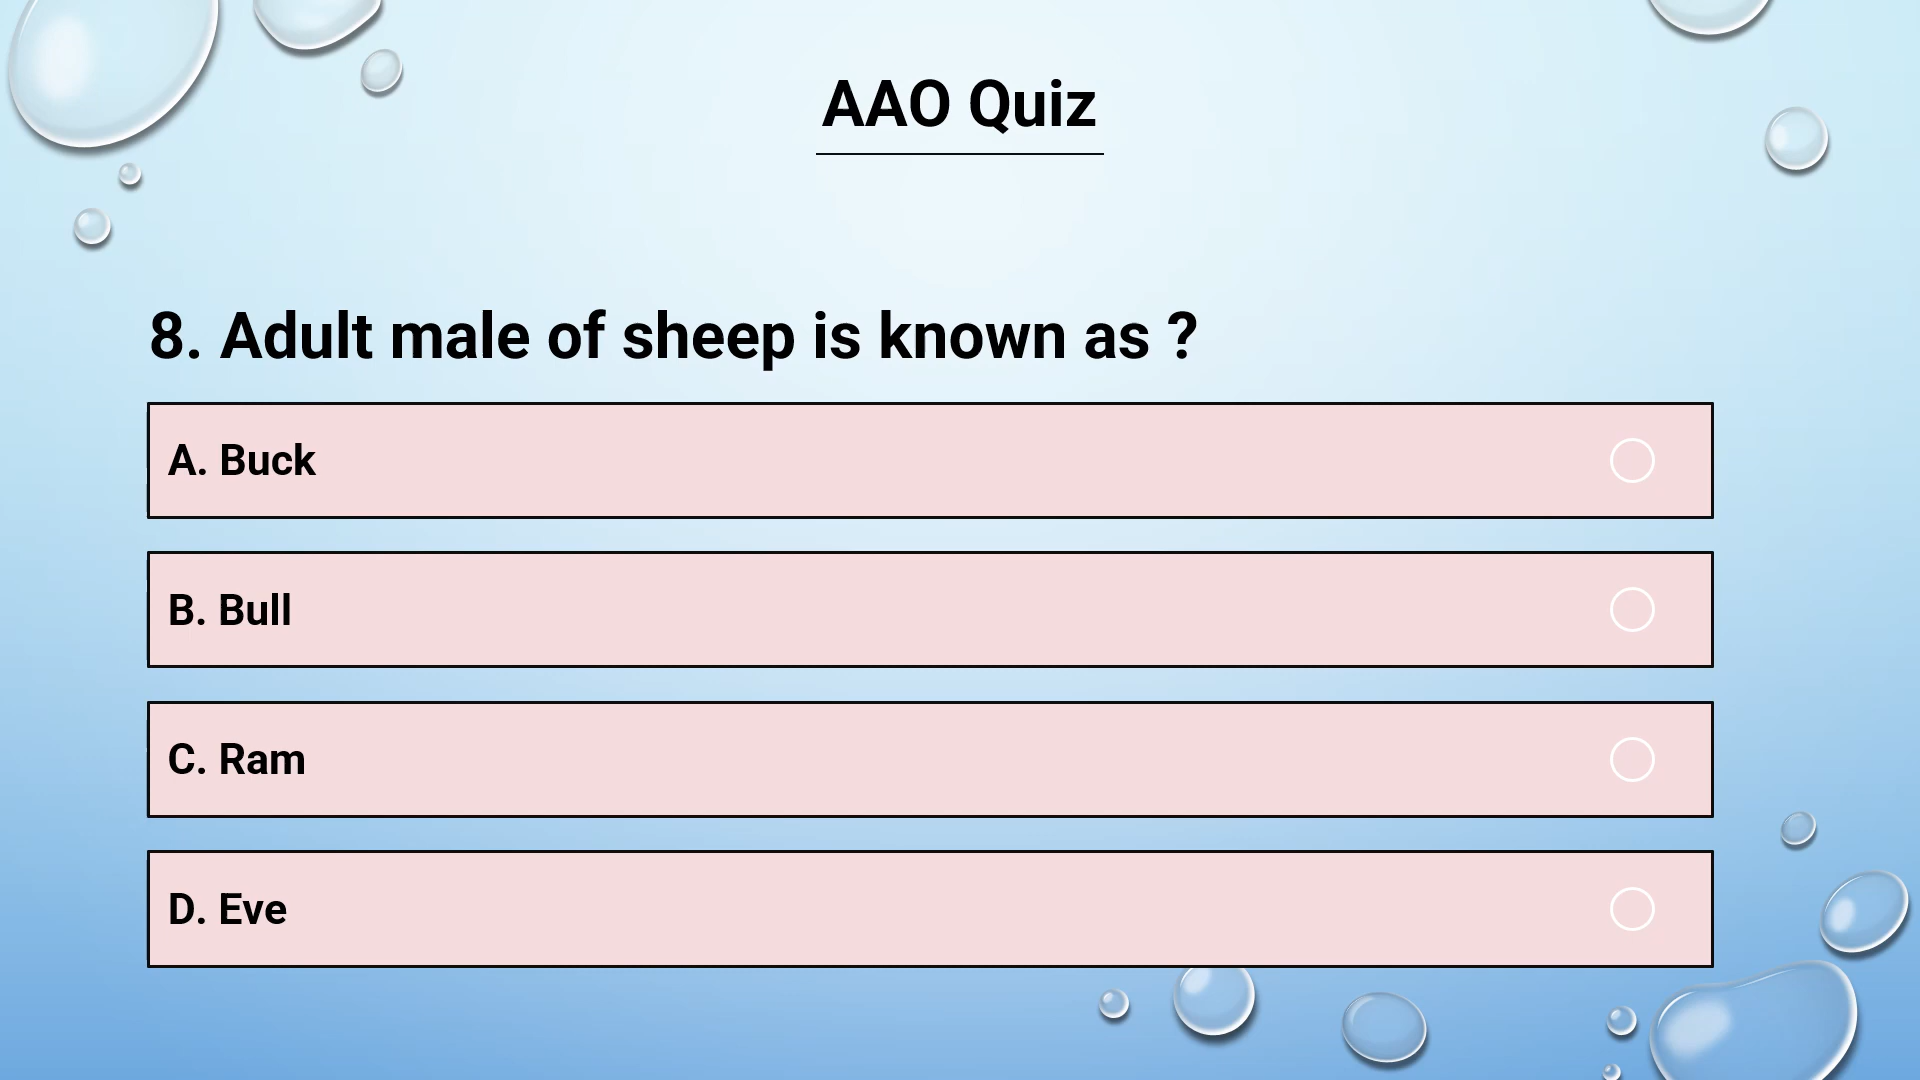 AAO Quiz
8. Adult male of sheep is known as ?
A. Buck
B. Bull
C. Ram
D. Eve